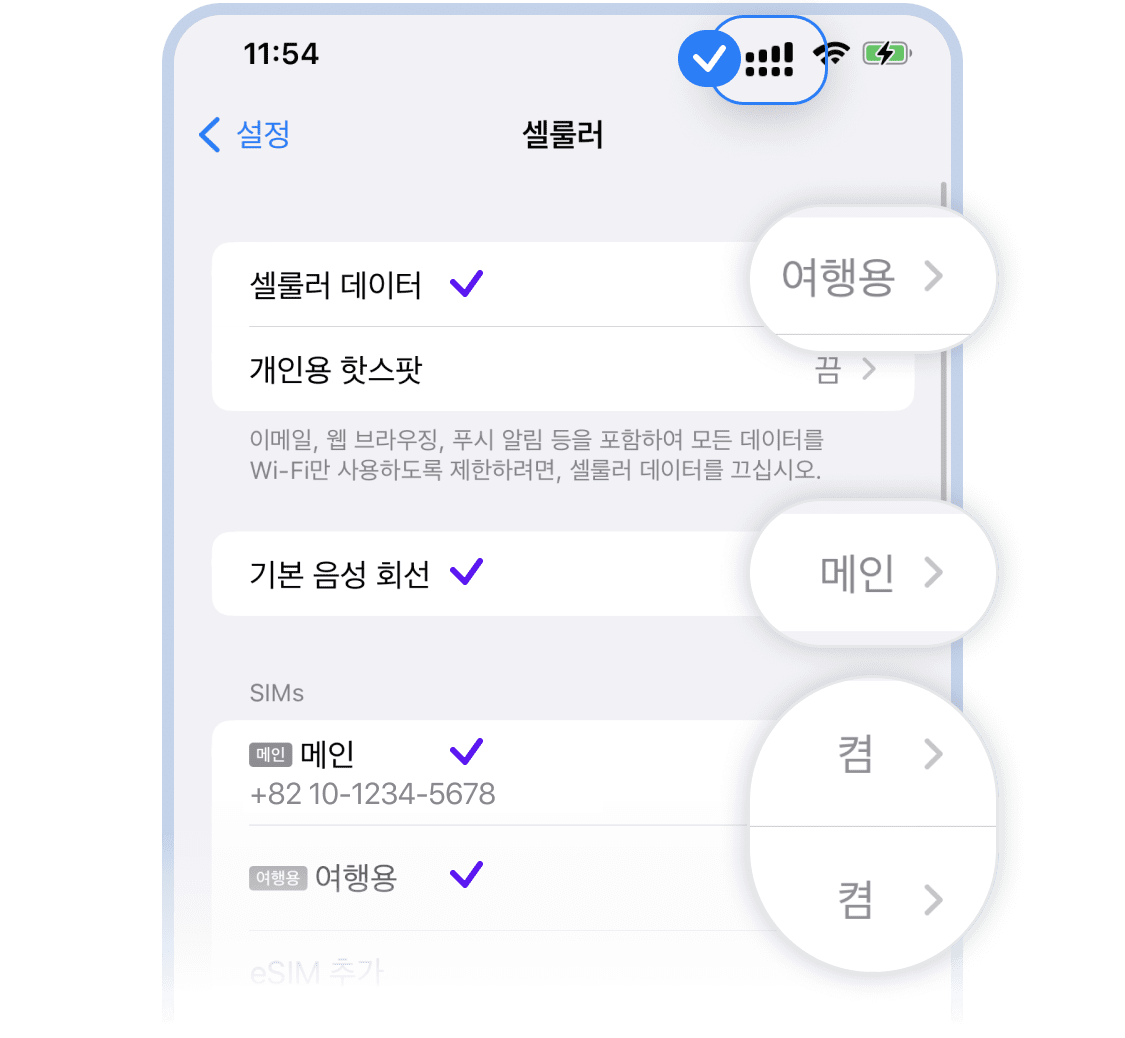 11:54
설정
셀룰러
셀룰러 데이터
여행용
개인용 핫스팟
끔
이메일, 웹 브라우징, 푸시 알림 등을 포함하여 모든 데이터를
Wi-Fi만 사용하도록 제한하려면, 셀룰러 데이터를 끄십시오.
기본 음성 회선
메인
SIMs
메인 메인
켬
+82 10-1234-5678
여행용 여행용
켬
eSIM 추가